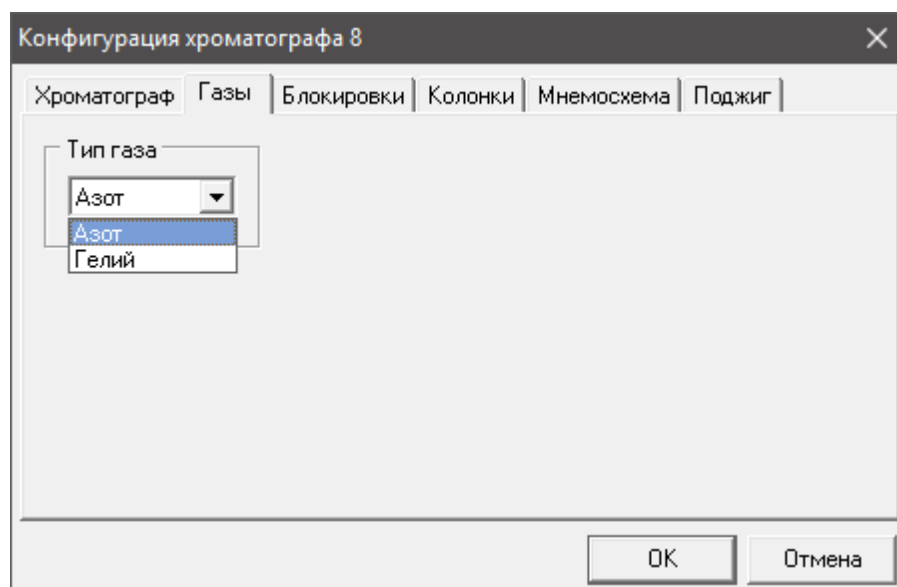 Конфигурация хроматографа 8
Хроматограф Газы Блокировки Колонки Мнемосхема Поджиг
Тип газа
Азот
Азот
Гелий
OK Отмена